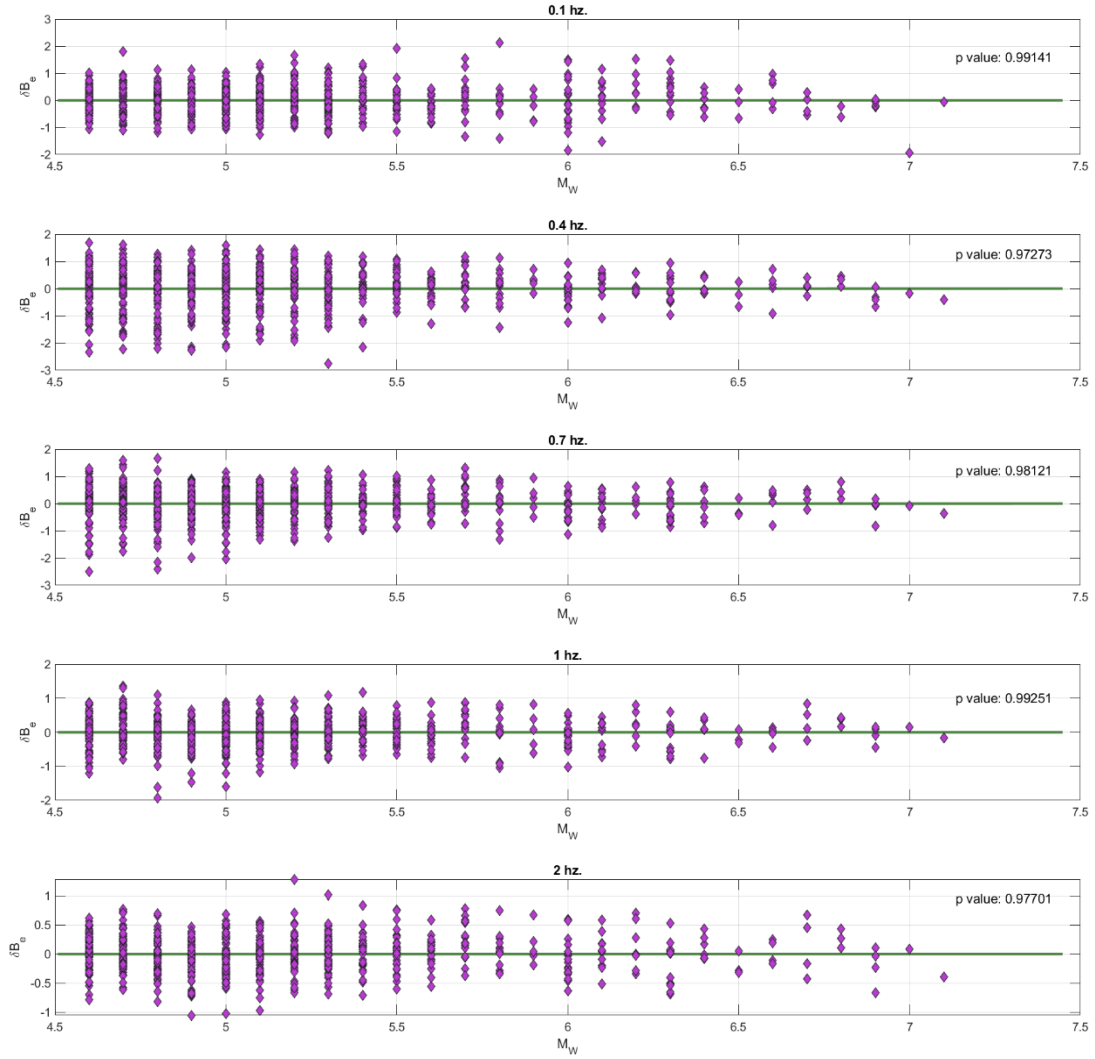 0.1 hz.
3
2
1
0
-1
-2
δBe
p value: 0.99141
4.5 5 5.5 6 6.5 7 7.5
MW
0.4 hz.
2
1
0
-1
-2
-3
δBe
p value: 0.97273
4.5 5 5.5 6 6.5 7 7.5
MW
0.7 hz.
2
1
0
-1
-2
-3
δBe
p value: 0.98121
4.5 5 5.5 6 6.5 7 7.5
MW
1 hz.
2
1
0
-1
-2
δBe
p value: 0.99251
4.5 5 5.5 6 6.5 7 7.5
MW
2 hz.
1
0.5
0
-0.5
-1
δBe
p value: 0.97701
4.5 5 5.5 6 6.5 7 7.5
MW